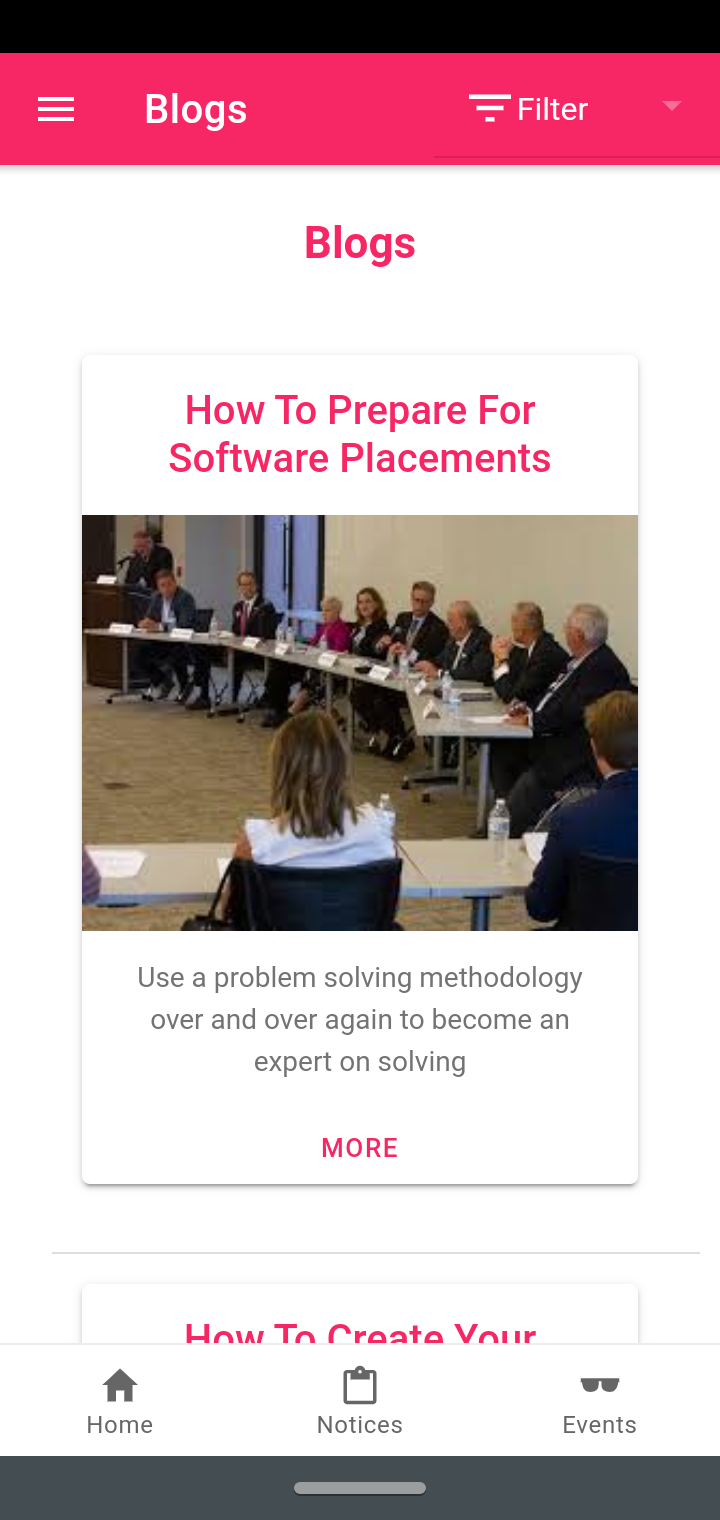 Blogs
Filter
Blogs
How To Prepare For
Software Placements
Use a problem solving methodology
over and over again to become an
expert on solving
MORE
How To Create Your
Home
Notices
Events